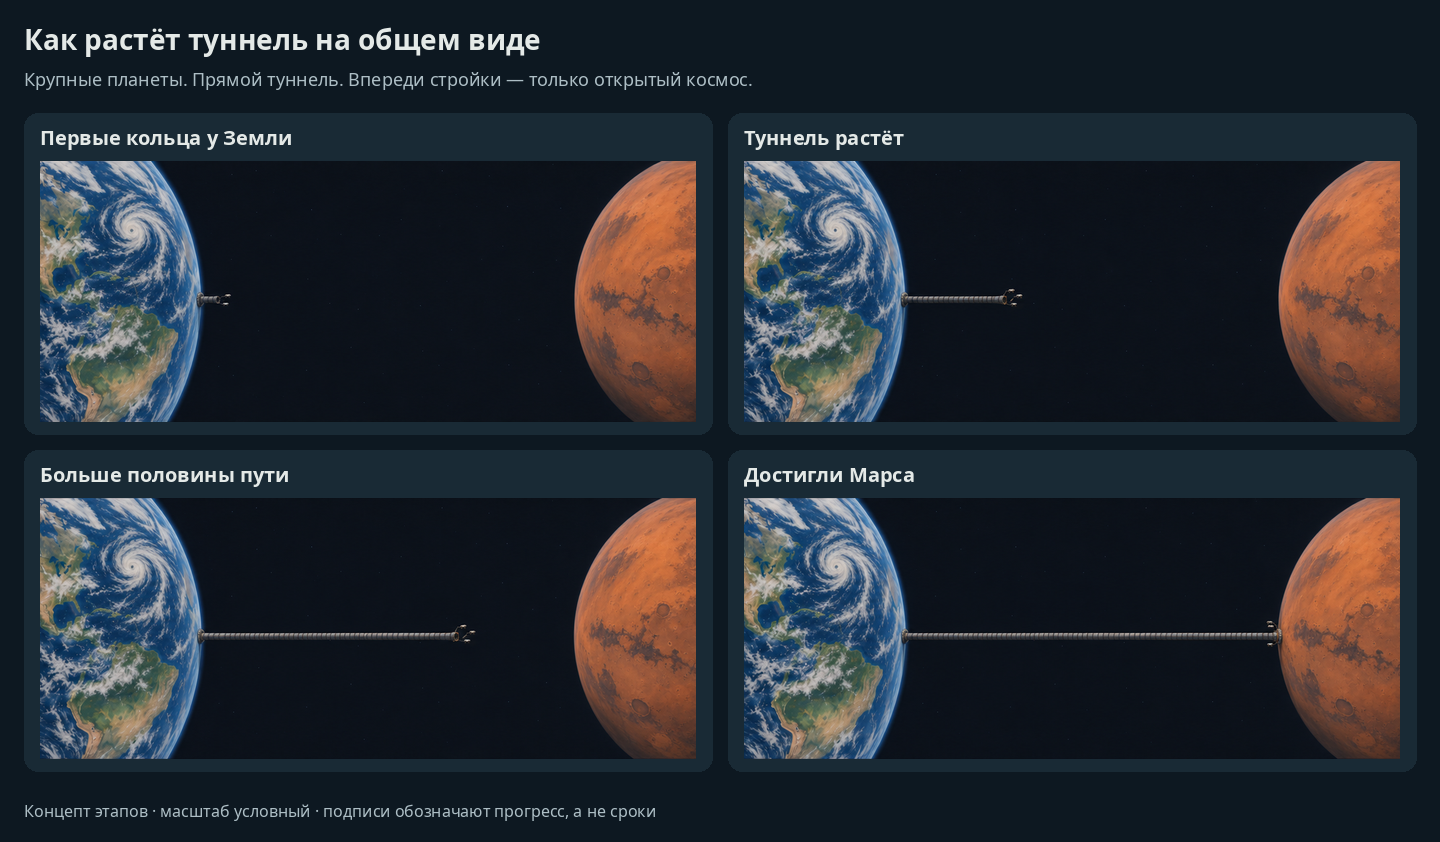 Как растёт туннель на общем виде
Крупные планеты. Прямой туннель. Впереди стройки — только открытый космос.
Первые кольца у Земли
Туннель растёт
Больше половины пути
Достигли Марса
Концепт этапов · масштаб условный · подписи обозначают прогресс, а не сроки